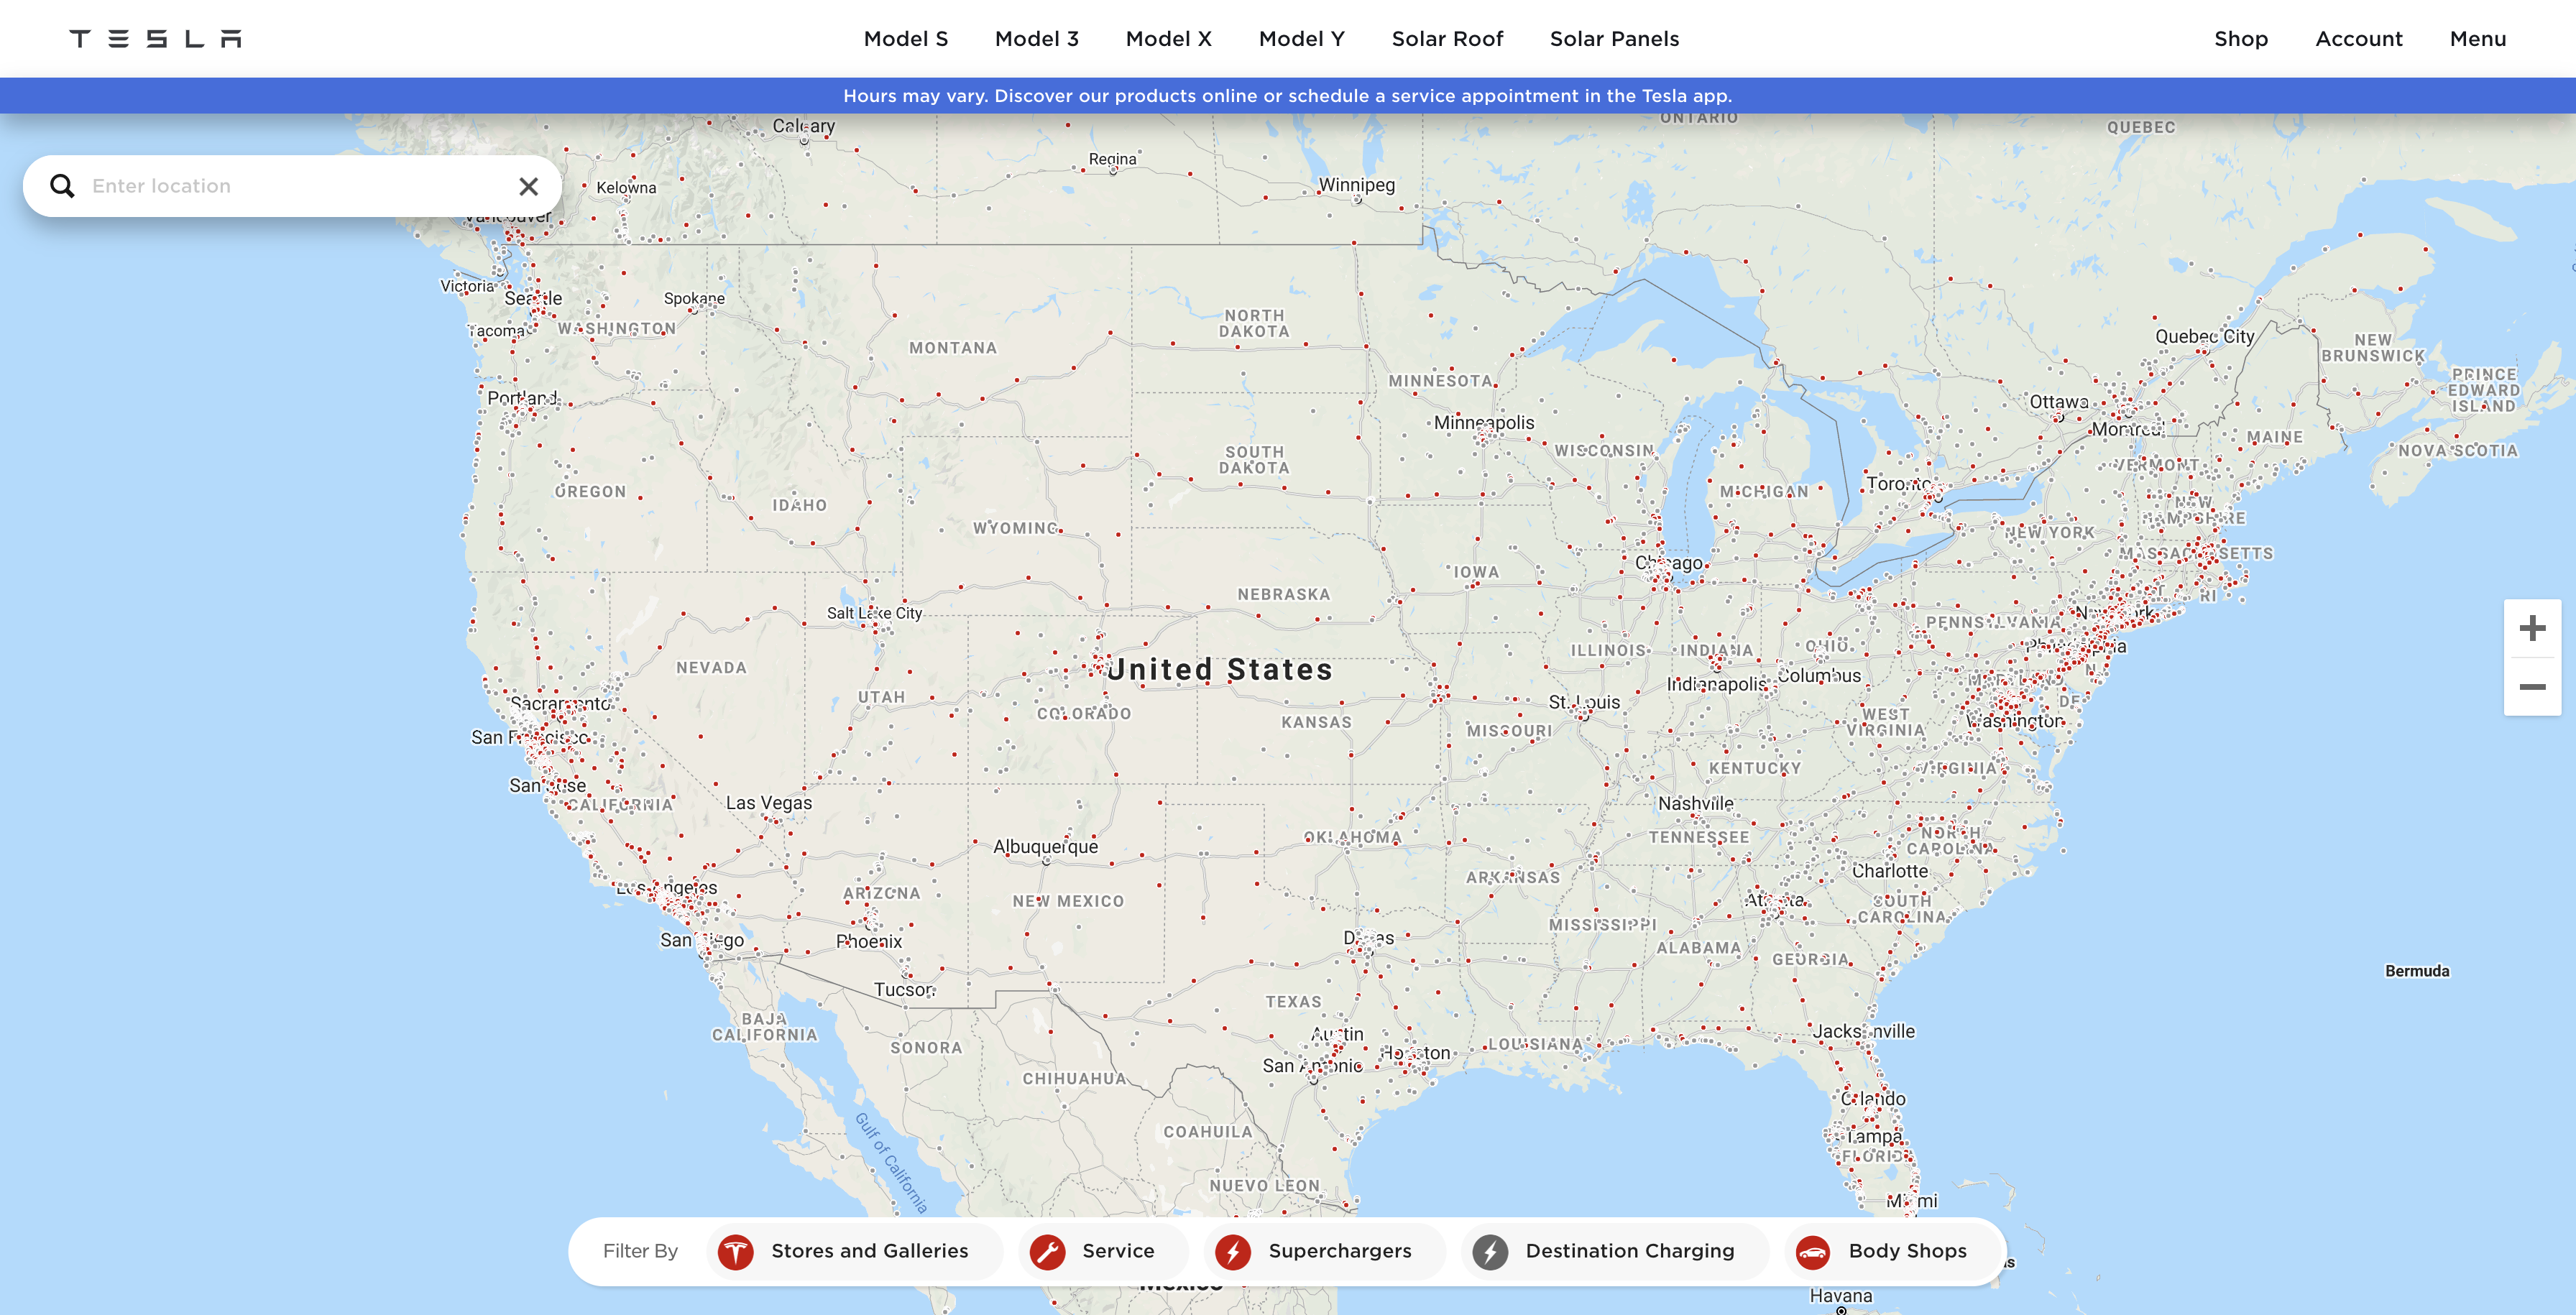 TESLA
Model S
Model 3
Model X
Model Y
Solar Roof
Solar Panels
Shop
Account
Menu
Hours may vary. Discover our products online or schedule a service appointment in the Tesla app.
Enter location
Calgary
Regina
Winnipeg
ONTARIO
QUEBEC
Kelowna
Vancouver
Victoria
Seattle
Spokane
Tacoma
WASHINGTON
NORTH
DAKOTA
MONTANA
MINNESOTA
Quebec City
NEW
BRUNSWICK
PRINCE
EDWARD
ISLAND
Portland
Minneapolis
Ottawa
Montreal
MAINE
NOVA SCOTIA
SOUTH
DAKOTA
WISCONSIN
VERMONT
OREGON
IDAHO
MICHIGAN
Toronto
NEW
HAMPSHIRE
WYOMING
NEW YORK
MASSACHUSETTS
Chicago
IOWA
NEBRASKA
CT
RI
Salt Lake City
New York
PENNSYLVANIA
Philadelphia
NEVADA
United States
ILLINOIS
INDIANA
OHIO
NJ
UTAH
Indianapolis
Columbus
MARYLAND
DE
Sacramento
COLORADO
KANSAS
St. Louis
MISSOURI
WEST
VIRGINIA
Washington
San Francisco
San Jose
CALIFORNIA
Las Vegas
KENTUCKY
VIRGINIA
Nashville
TENNESSEE
OKLAHOMA
NORTH
CAROLINA
Albuquerque
Charlotte
Los Angeles
ARIZONA
NEW MEXICO
ARKANSAS
Atlanta
SOUTH
CAROLINA
San Diego
Phoenix
Dallas
MISSISSIPPI
ALABAMA
GEORGIA
Bermuda
Tucson
TEXAS
BAJA
CALIFORNIA
SONORA
Austin
Jacksonville
LOUISIANA
Houston
San Antonio
CHIHUAHUA
Orlando
Gulf of California
COAHUILA
Tampa
FLORIDA
NUEVO LEON
Miami
Filter By
Stores and Galleries
Service
Superchargers
Destination Charging
Body Shops
Mexico
Havana